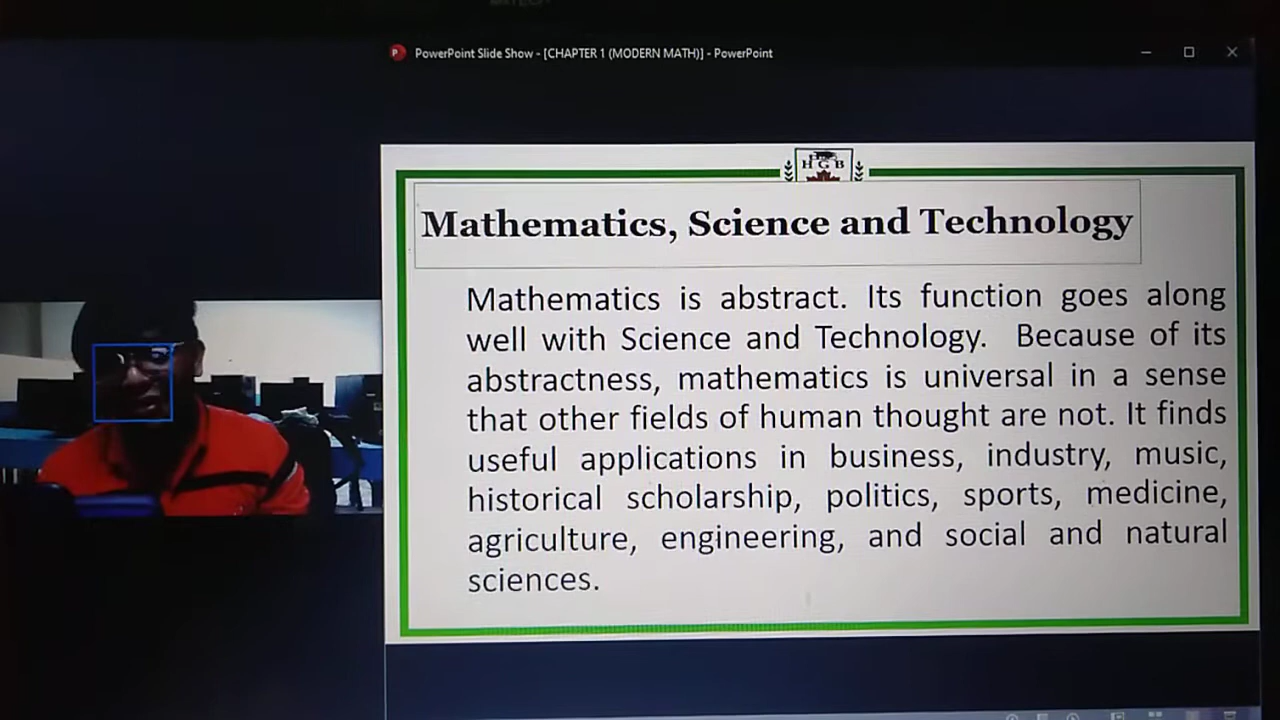 PowerPoint Slide Show - [CHAPTER 1 (MODERN MATH)] - PowerPoint
HGB
Mathematics, Science and Technology
Mathematics is abstract. Its function goes along
well with Science and Technology. Because of its
abstractness, mathematics is universal in a sense
that other fields of human thought are not. It finds
useful applications in business, industry, music,
historical scholarship, politics, sports, medicine,
agriculture, engineering, and social and natural
sciences.